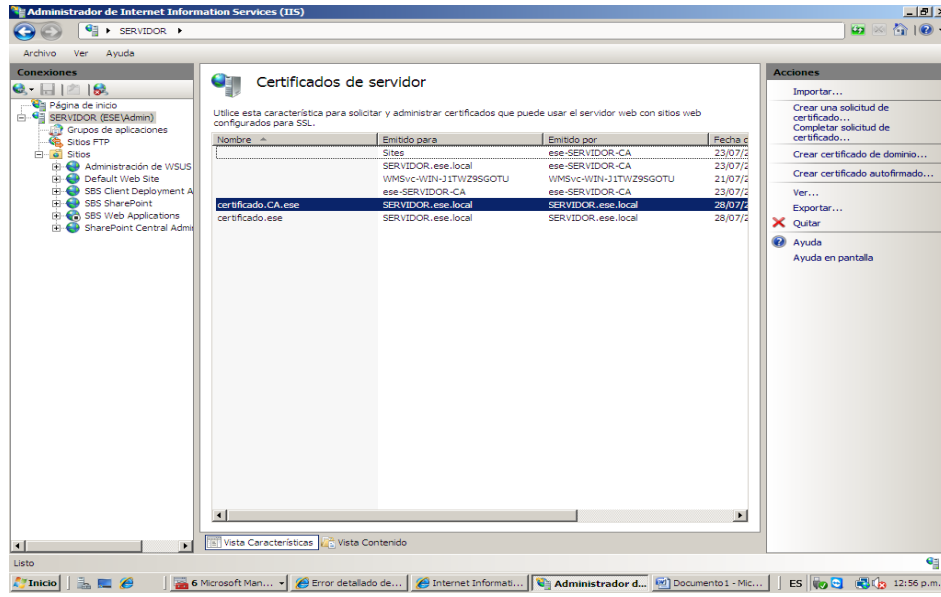 Administrador de Internet Information Services (IIS)
SERVIDOR
Archivo Ver Ayuda
Conexiones
Página de inicio
SERVIDOR (ESE\Admin)
Grupos de aplicaciones
Sitios FTP
Sitios
Administración de WSUS
Default Web Site
SBS Client Deployment A
SBS SharePoint
SBS Web Applications
SharePoint Central Admi
Certificados de servidor
Utilice esta característica para solicitar y administrar certificados que puede usar el servidor web con sitios web
configurados para SSL.
Nombre Emitido para Emitido por Fecha d
Sites ese-SERVIDOR-CA 23/07/2
SERVIDOR.ese.local ese-SERVIDOR-CA 23/07/2
WMSvc-WIN-J1TWZ9SGOTU WMSvc-WIN-J1TWZ9SGOTU 21/07/2
ese-SERVIDOR-CA ese-SERVIDOR-CA 23/07/2
certificado.CA.ese SERVIDOR.ese.local SERVIDOR.ese.local 28/07/2
certificado.ese SERVIDOR.ese.local SERVIDOR.ese.local 28/07/2
Vista Características Vista Contenido
Acciones
Importar...
Crear una solicitud de
certificado...
Completar solicitud de
certificado...
Crear certificado de dominio...
Crear certificado autofirmado...
Ver...
Exportar...
Quitar
Ayuda
Ayuda en pantalla
Listo
Inicio 6 Microsoft Man... Error detallado de... Internet Informati... Administrador d... Documento1 - Mic... ES 12:56 p.m.